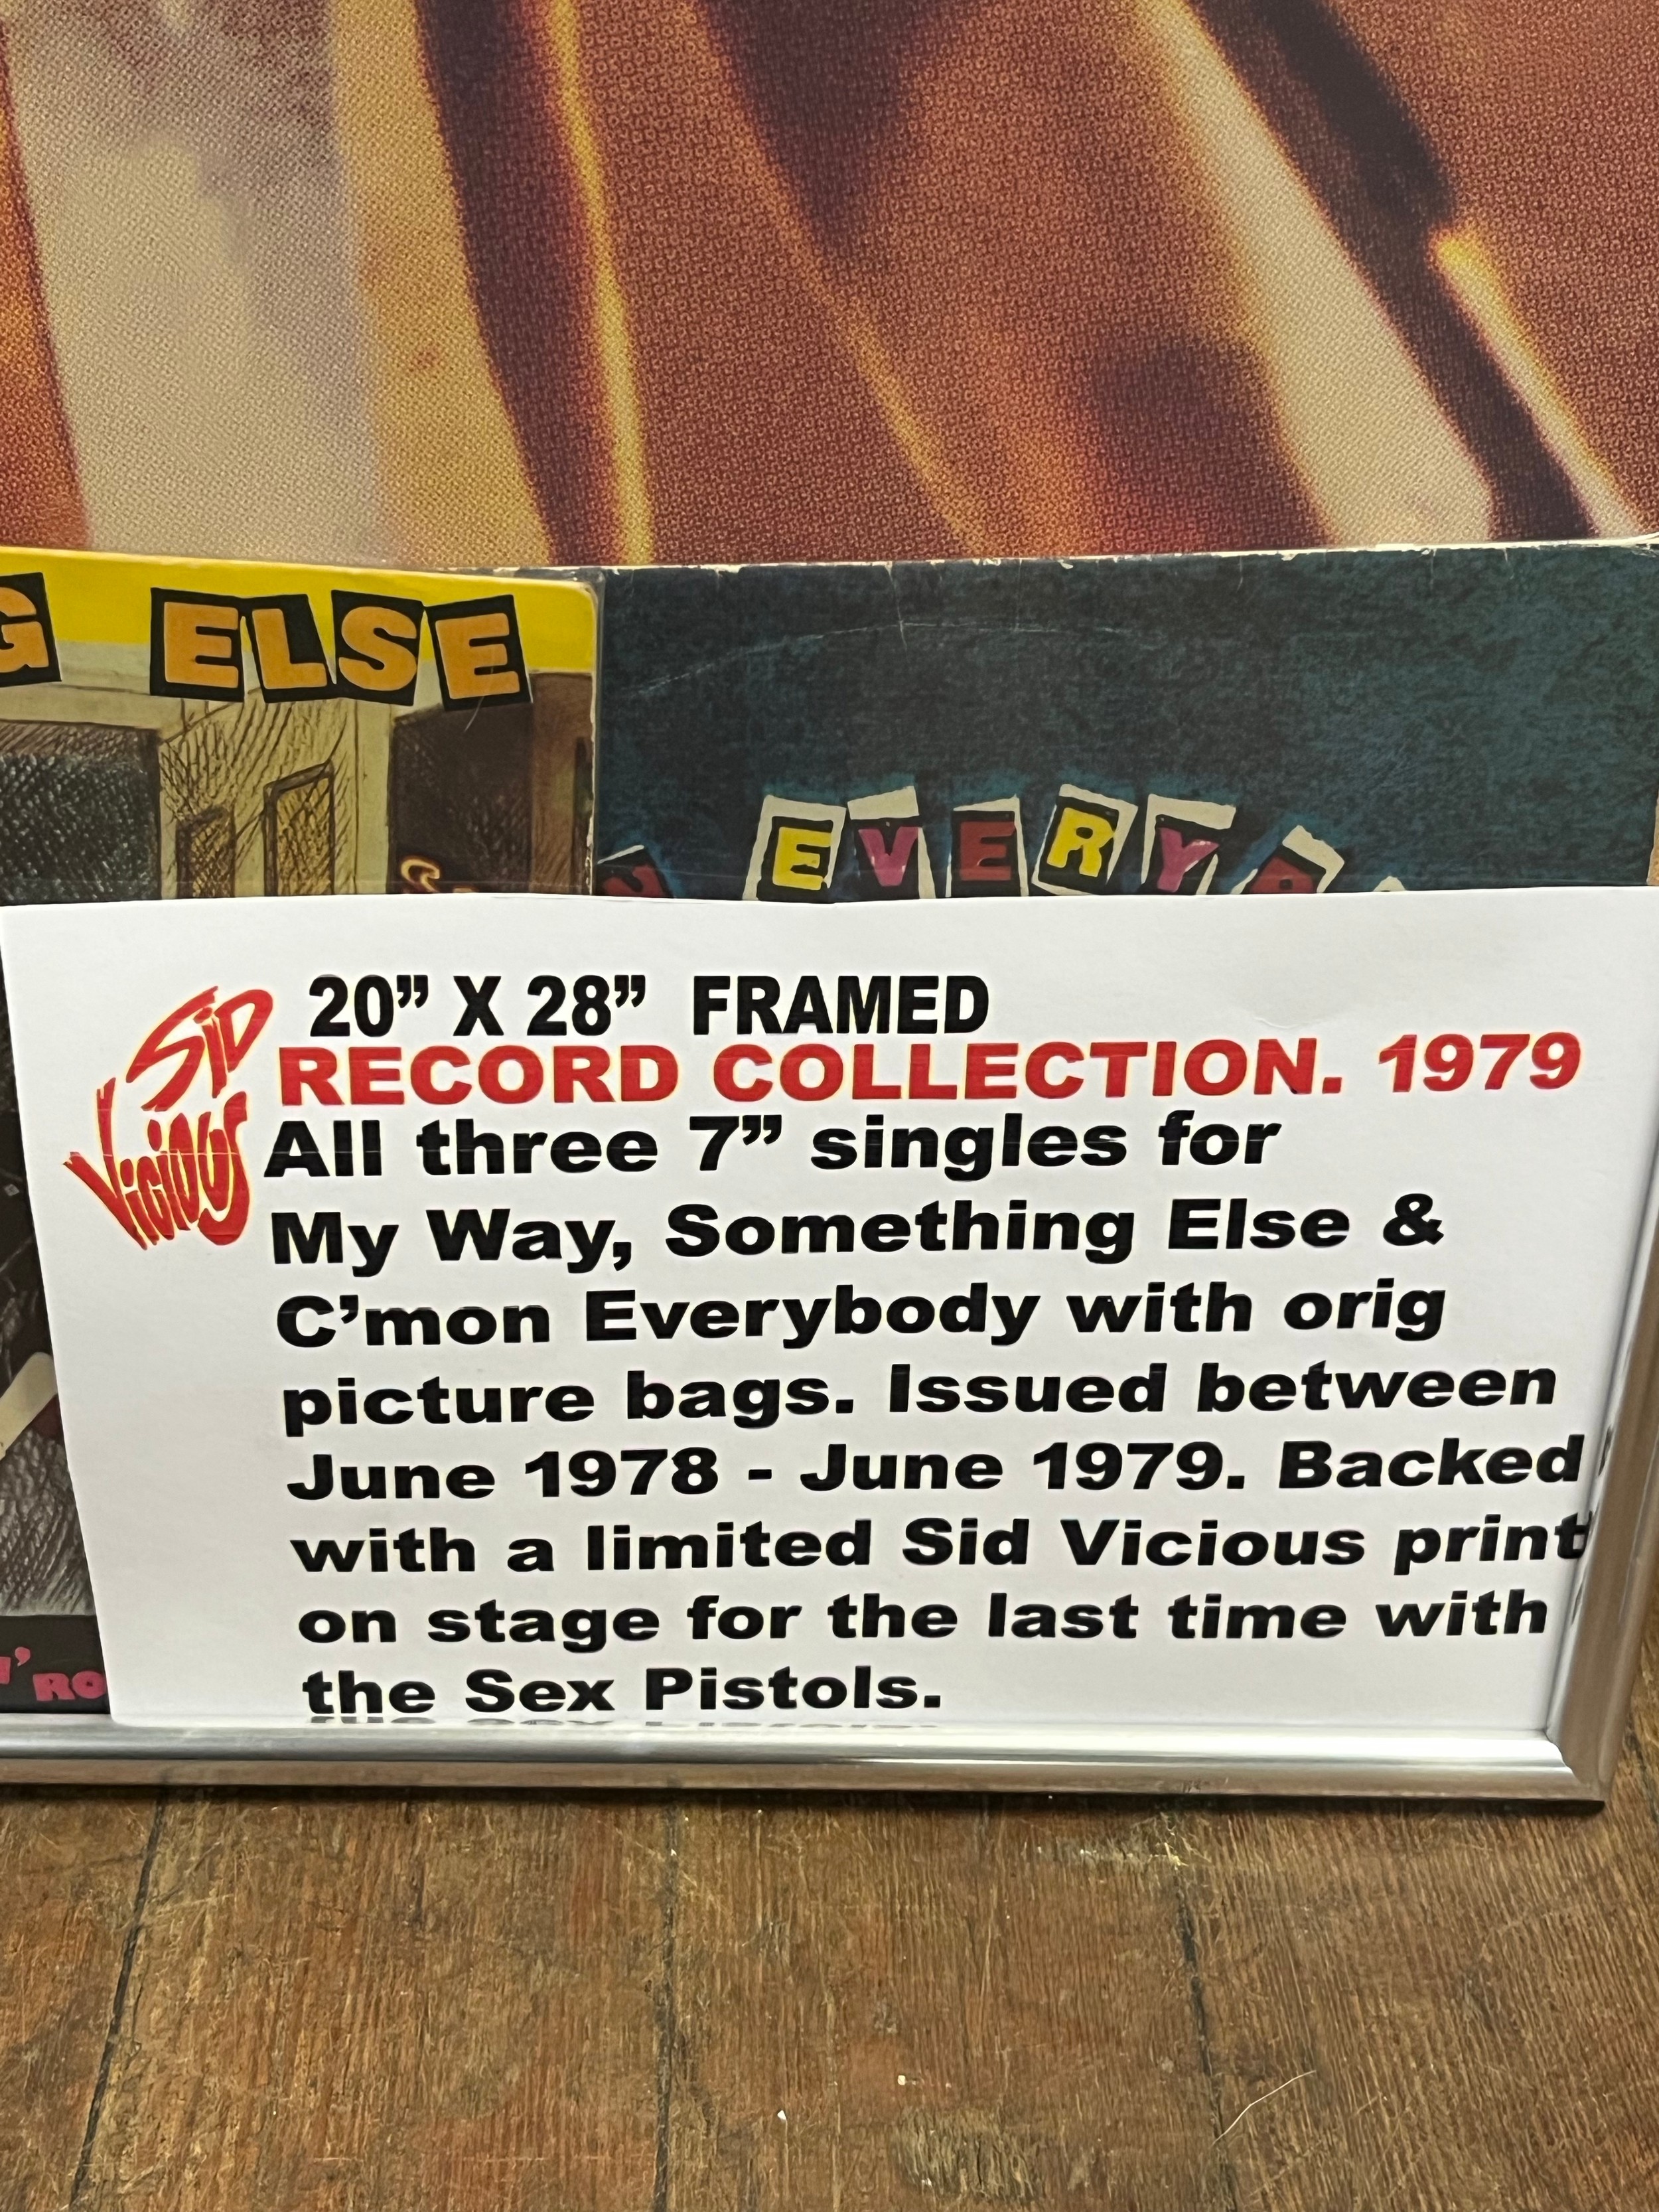 G ELSE
EVERYB
Sid
Vicious
20” X 28” FRAMED
RECORD COLLECTION. 1979
All three 7” singles for
My Way, Something Else &
C’mon Everybody with orig
picture bags. Issued between
June 1978 - June 1979. Backed
with a limited Sid Vicious print
on stage for the last time with
the Sex Pistols.
' RO